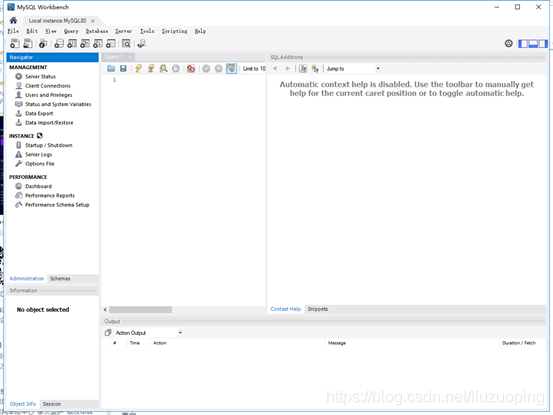 MySQL Workbench
Local instance MySQL80
File Edit View Query Database Server Tools Scripting Help
Navigator
MANAGEMENT
Server Status
Client Connections
Users and Privileges
Status and System Variables
Data Export
Data Import/Restore
INSTANCE
Startup / Shutdown
Server Logs
Options File
PERFORMANCE
Dashboard
Performance Reports
Performance Schema Setup
Administration Schemas
Information
No object selected
Object Info Session
Query 1
Limit to 10
1
SQLAdditions
Jump to
Automatic context help is disabled. Use the toolbar to manually get
help for the current caret position or to toggle automatic help.
Context Help Snippets
Output
Action Output
# Time Action Message Duration / Fetch
https://blog.csdn.net/liuzuoping